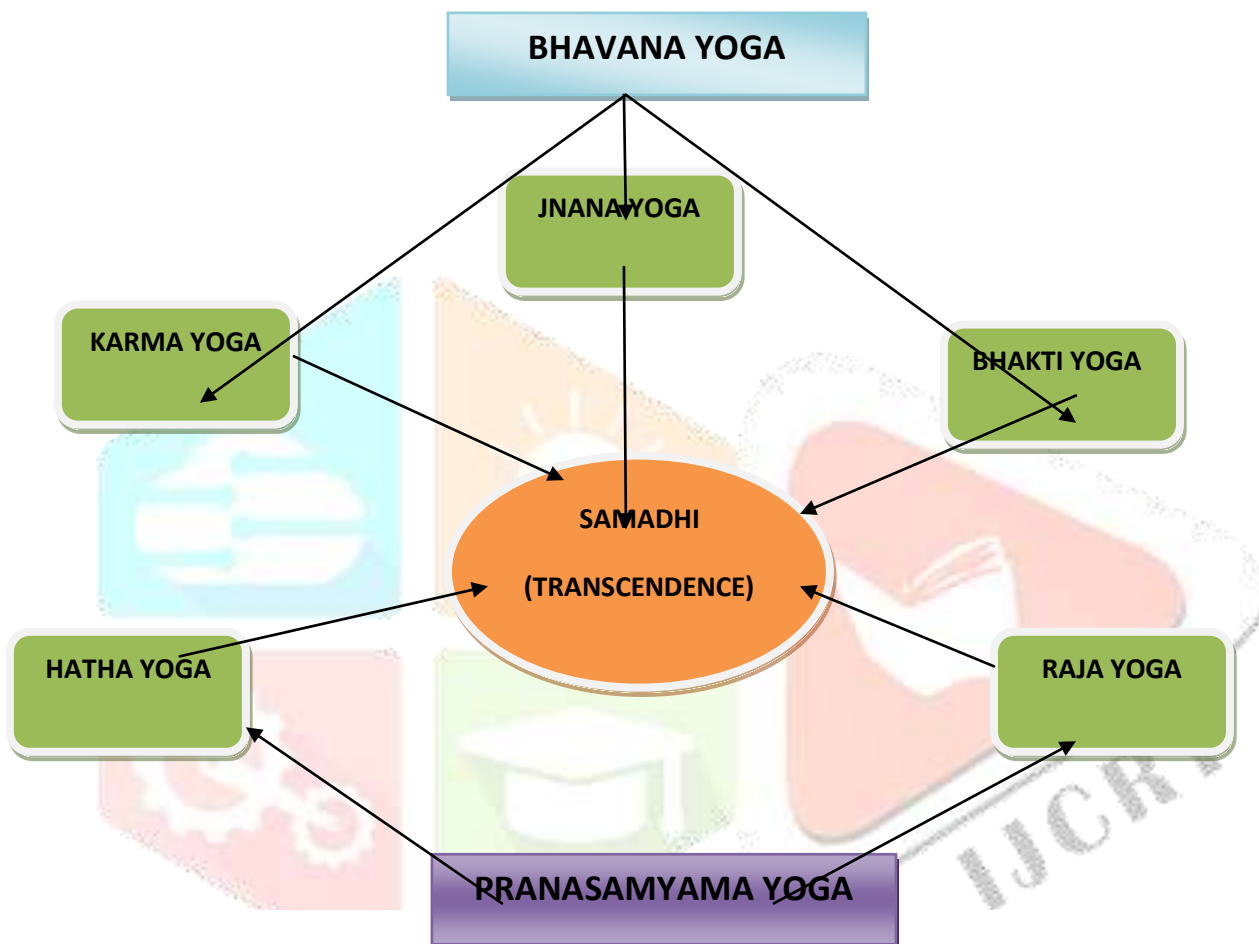 BHAVANA YOGA
JNANA YOGA
KARMA YOGA
BHAKTI YOGA
SAMADHI
(TRANSCENDENCE)
HATHA YOGA
RAJA YOGA
PRANASAMYAMA YOGA